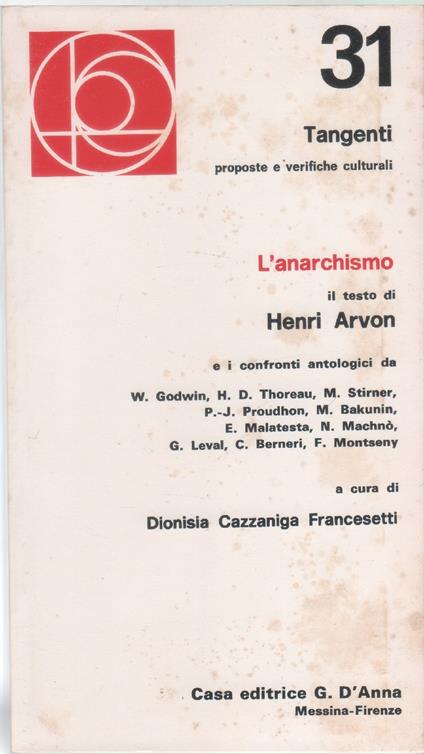 31
Tangenti
proposte e verifiche culturali
L'anarchismo
il testo di
Henri Arvon
e i confronti antologici da
W. Godwin, H. D. Thoreau, M. Stirner,
P.-J. Proudhon, M. Bakunin,
E. Malatesta, N. Machnò,
G. Leval, C. Berneri, F. Montseny
a cura di
Dionisia Cazzaniga Francesetti
Casa editrice G. D'Anna
Messina-Firenze